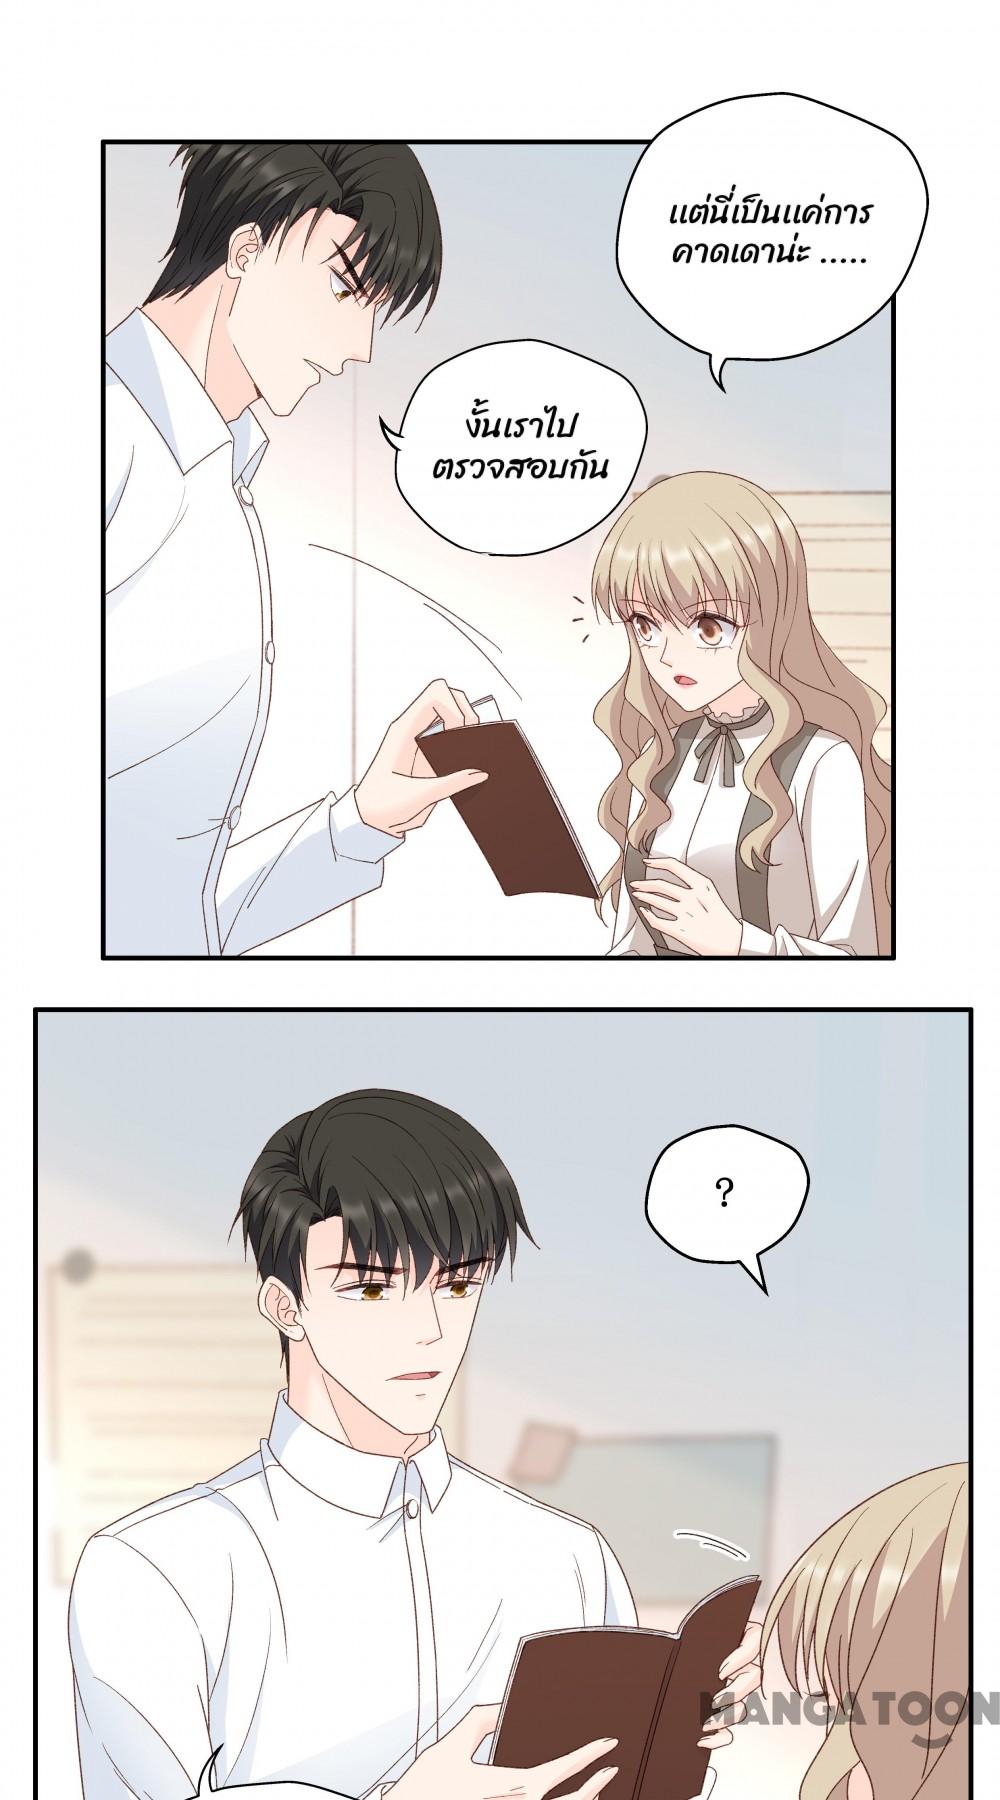 แต่นี่เป็นแค่การ
คาดเดาน่ะ .....
งั้นเราไป
ตรวจสอบกัน
?
MANGATOON